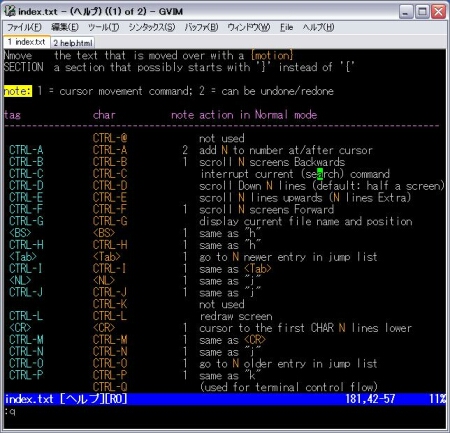 index.txt - (ヘルプ) ((1) of 2) - GVIM
ファイル(F) 編集(E) ツール(T) シンタックス(S) バッファ(B) ウィンドウ(W) File ヘルプ(H)
1 index.txt 2 help.html
Nmove the text that is moved over with a {motion}
SECTION a section that possibly starts with '}' instead of '{'
note: 1 = cursor movement command; 2 = can be undone/redone
tag char note action in Normal mode
CTRL-@ not used
CTRL-A CTRL-A 2 add N to number at/after cursor
CTRL-B CTRL-B 1 scroll N screens Backwards
CTRL-C CTRL-C interrupt current (search) command
CTRL-D CTRL-D scroll Down N lines (default: half a screen)
CTRL-E CTRL-E scroll N lines upwards (N lines Extra)
CTRL-F CTRL-F 1 scroll N screens Forward
CTRL-G CTRL-G display current file name and position
<BS> <BS> 1 same as "h"
CTRL-H CTRL-H 1 same as "h"
<Tab> <Tab> 1 go to N newer entry in jump list
CTRL-I CTRL-I 1 same as <Tab>
<NL> <NL> 1 same as "j"
CTRL-J CTRL-J 1 same as "j"
CTRL-K not used
CTRL-L CTRL-L redraw screen
<CR> <CR> 1 cursor to the first CHAR N lines lower
CTRL-M CTRL-M 1 same as <CR>
CTRL-N CTRL-N 1 same as "j"
CTRL-O CTRL-O 1 go to N older entry in jump list
CTRL-P CTRL-P 1 same as "k"
CTRL-Q (used for terminal control flow)
index.txt [ヘルプ][RO] 181,42-57 11%
:q